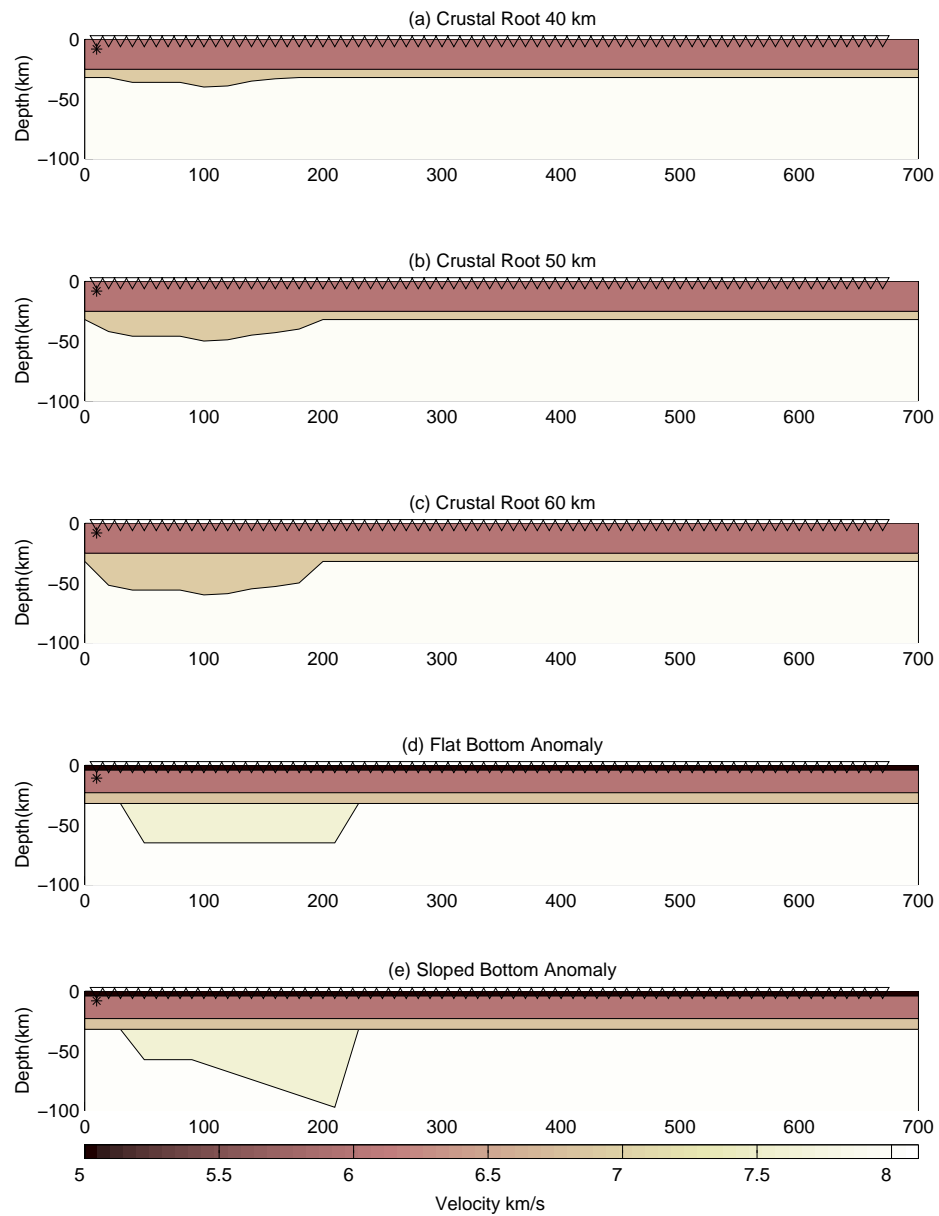 (a) Crustal Root 40 km
0
−50
−100
Depth(km)
0 100 200 300 400 500 600 700
(b) Crustal Root 50 km
0
−50
−100
Depth(km)
0 100 200 300 400 500 600 700
(c) Crustal Root 60 km
0
−50
−100
Depth(km)
0 100 200 300 400 500 600 700
(d) Flat Bottom Anomaly
0
−50
−100
Depth(km)
0 100 200 300 400 500 600 700
(e) Sloped Bottom Anomaly
0
−50
−100
Depth(km)
0 100 200 300 400 500 600 700
5 5.5 6 6.5 7 7.5 8
Velocity km/s